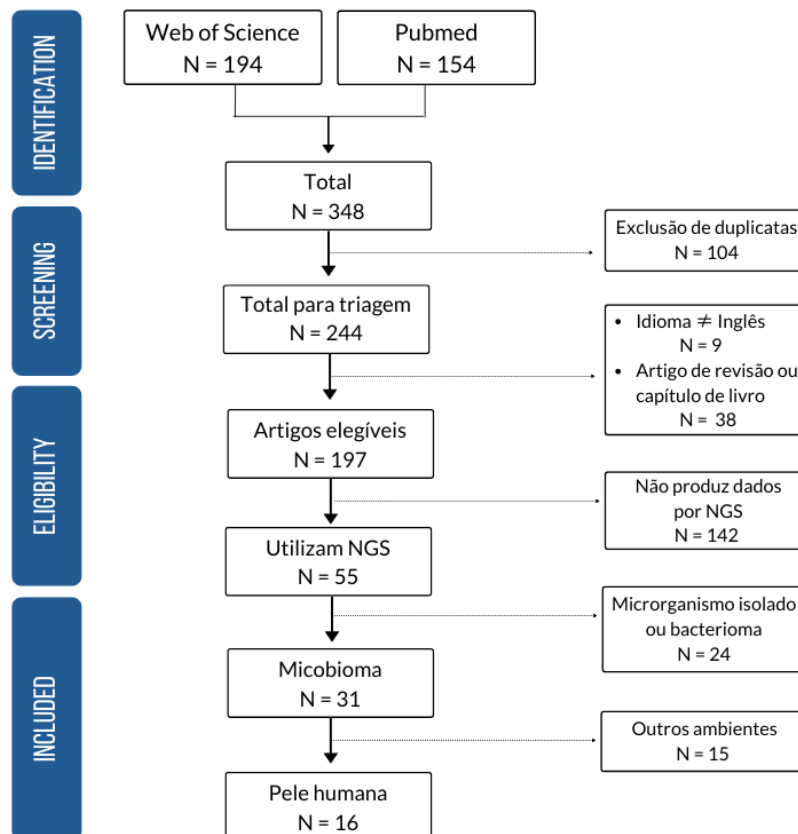 IDENTIFICATION
Web of Science
N = 194
Pubmed
N = 154
Total
N = 348
SCREENING
Exclusão de duplicatas
N = 104
Total para triagem
N = 244
• Idioma ≠ Inglês
N = 9
• Artigo de revisão ou
capítulo de livro
N = 38
ELIGIBILITY
Artigos elegíveis
N = 197
Não produz dados
por NGS
N = 142
Utilizam NGS
N = 55
INCLUDED
Microrganismo isolado
ou bacterioma
N = 24
Micobioma
N = 31
Outros ambientes
N = 15
Pele humana
N = 16